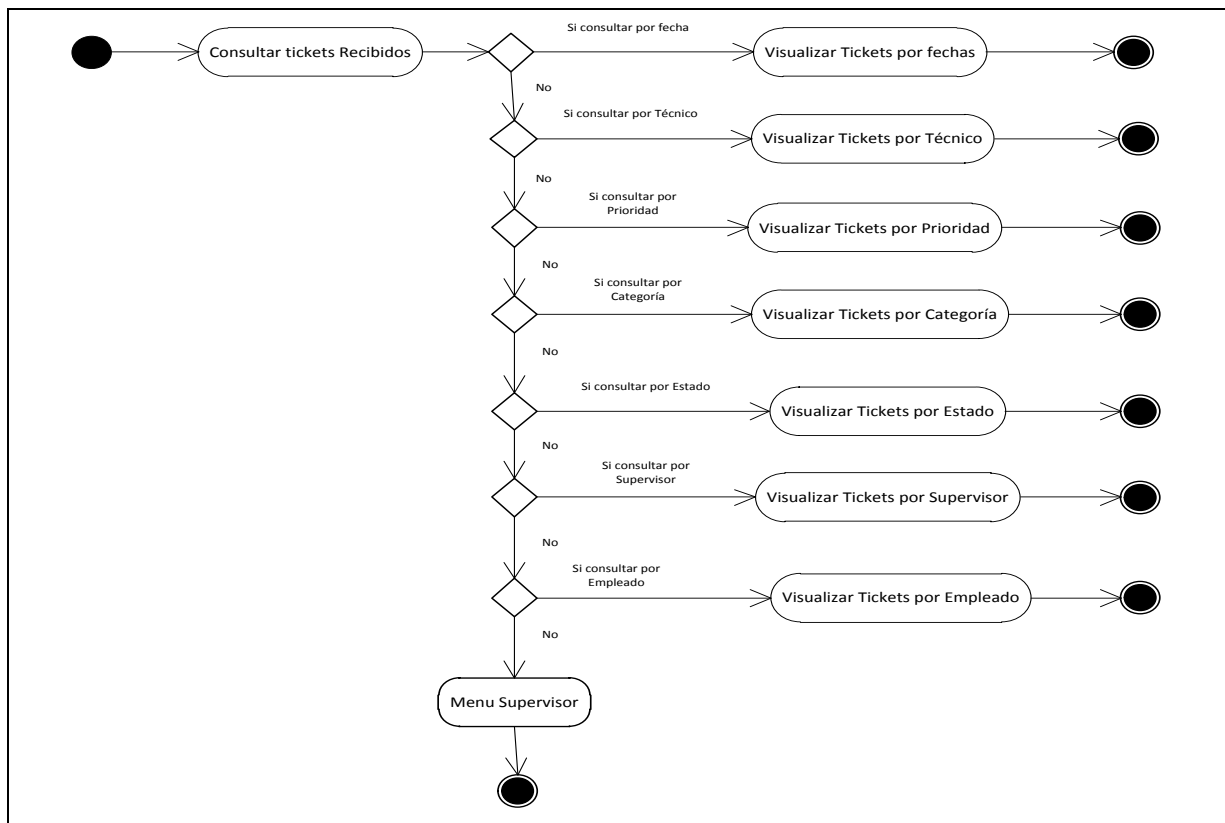 Si consultar por fecha
Consultar tickets Recibidos
Visualizar Tickets por fechas
No
Si consultar por Técnico
Visualizar Tickets por Técnico
No
Si consultar por
Prioridad
Visualizar Tickets por Prioridad
No
Si consultar por
Categoría
Visualizar Tickets por Categoría
No
Si consultar por Estado
Visualizar Tickets por Estado
No
Si consultar por
Supervisor
Visualizar Tickets por Supervisor
No
Si consultar por
Empleado
Visualizar Tickets por Empleado
No
Menu Supervisor